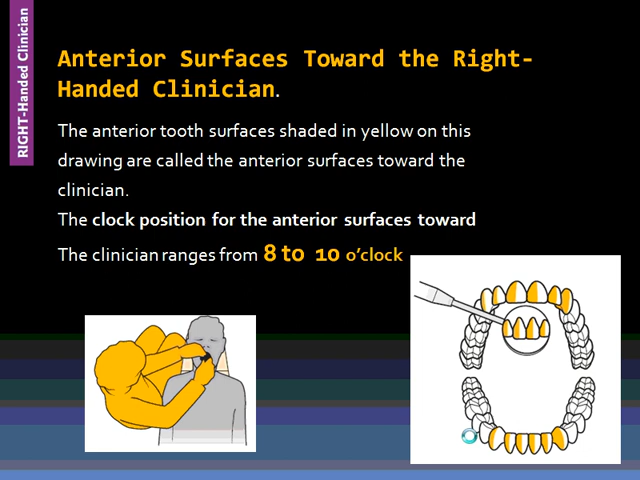 RIGHT-Handed Clinician
Anterior Surfaces Toward the Right-
Handed Clinician.
The anterior tooth surfaces shaded in yellow on this
drawing are called the anterior surfaces toward the
clinician.
The clock position for the anterior surfaces toward
The clinician ranges from 8 to 10 o’clock